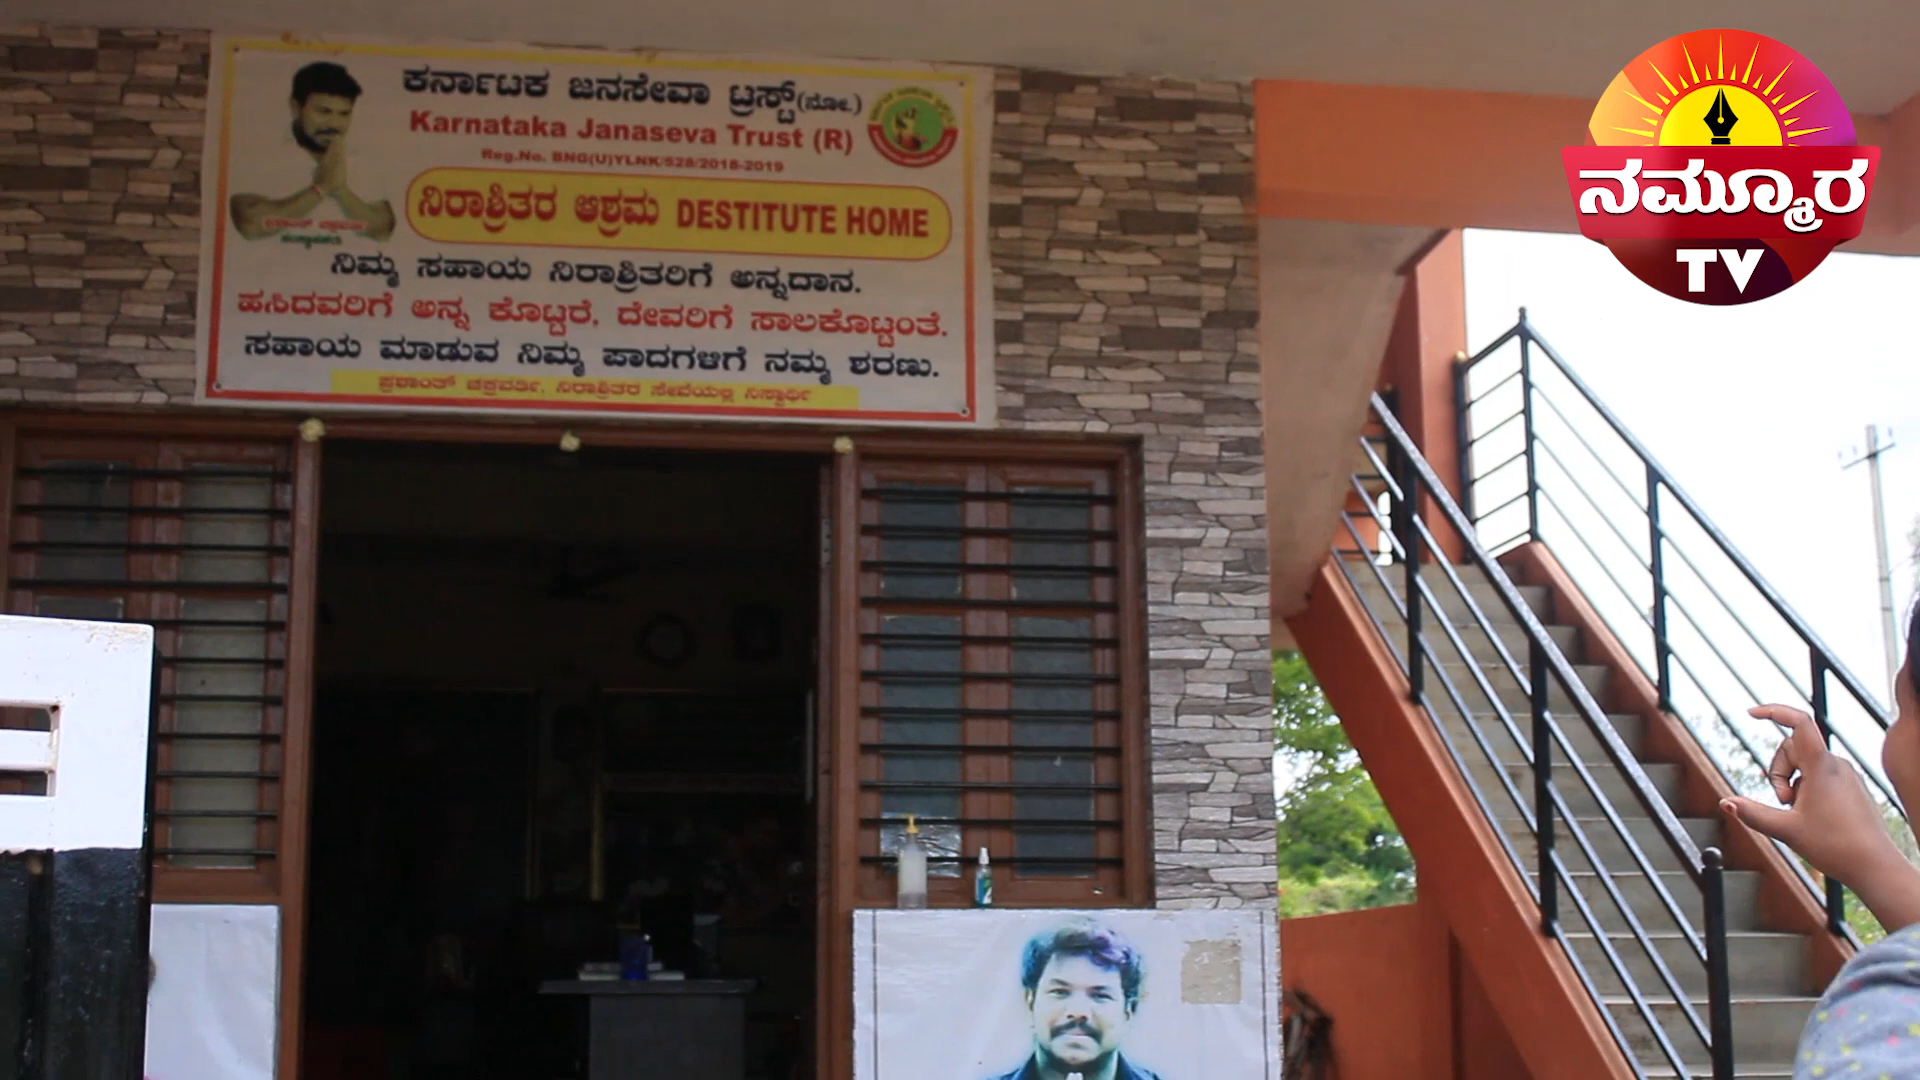 ಕರ್ನಾಟಕ ಜನಸೇವಾ ಟ್ರಸ್ಟ್ (ನೋ.)
Karnataka Janaseva Trust (R)
Reg.No. BNG(U)YLNK/528/2018-2019
ನಿರಾಶ್ರಿತರ ಆಶ್ರಮ DESTITUTE HOME
ನಿಮ್ಮ ಸಹಾಯ ನಿರಾಶ್ರಿತರಿಗೆ ಅನ್ನದಾನ.
ಹಸಿದವರಿಗೆ ಅನ್ನ ಕೊಟ್ಟರೆ, ದೇವರಿಗೆ ಸಾಲಕೊಟ್ಟಂತೆ.
ಸಹಾಯ ಮಾಡುವ ನಿಮ್ಮ ಪಾದಗಳಿಗೆ ನಮ್ಮ ಶರಣು.
ಪ್ರಶಾಂತ್ ಚಕ್ರವರ್ತಿ, ನಿರಾಶ್ರಿತರ ಸೇವೆಯಲ್ಲಿ ನಿಸ್ವಾರ್ಥಿ
ನಮ್ಮೂರ
TV